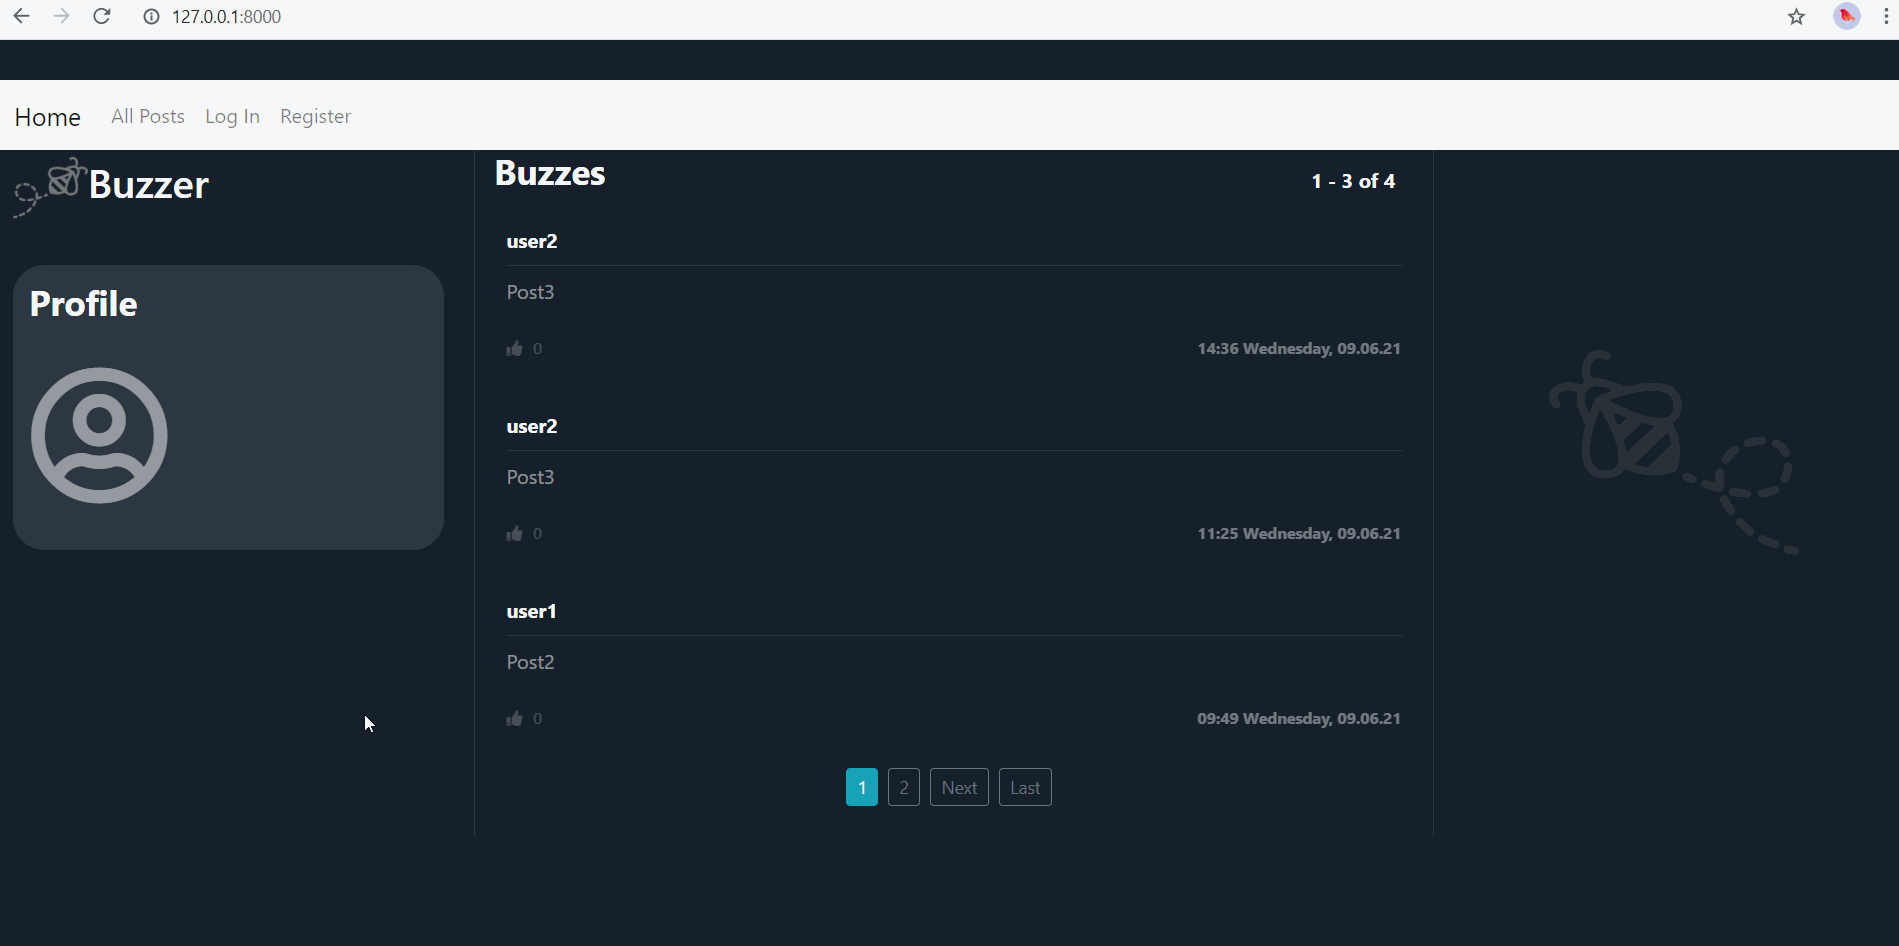 127.0.0.1:8000
Home All Posts Log In Register
Buzzer
Profile
Buzzes
1 - 3 of 4
user2
Post3
0
14:36 Wednesday, 09.06.21
user2
Post3
0
11:25 Wednesday, 09.06.21
user1
Post2
0
09:49 Wednesday, 09.06.21
1 2 Next Last